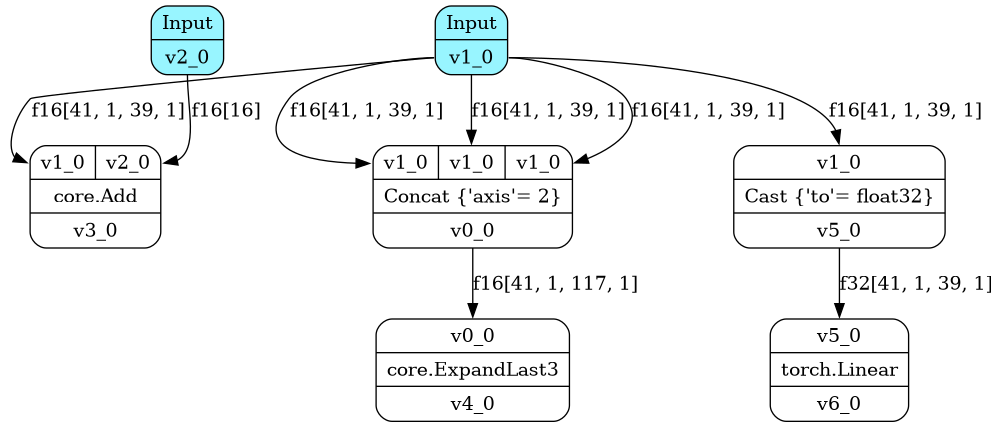 Input
v2_0
Input
v1_0
f16[41, 1, 39, 1]
f16[16]
f16[41, 1, 39, 1]
f16[41, 1, 39, 1]
f16[41, 1, 39, 1]
f16[41, 1, 39, 1]
v1_0 v2_0
core.Add
v3_0
v1_0 v1_0 v1_0
Concat {'axis'= 2}
v0_0
v1_0
Cast {'to'= float32}
v5_0
f16[41, 1, 117, 1]
f32[41, 1, 39, 1]
v0_0
core.ExpandLast3
v4_0
v5_0
torch.Linear
v6_0